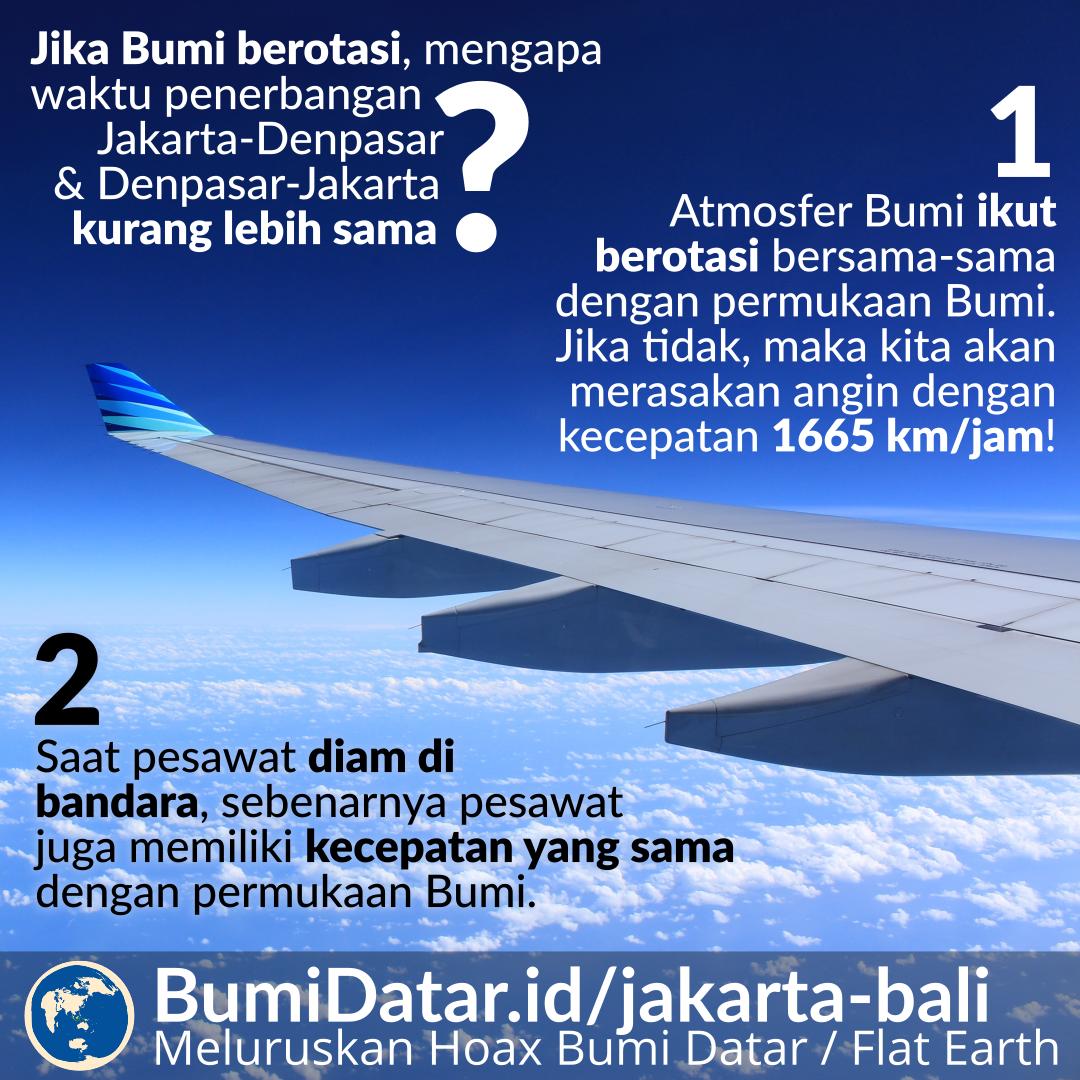 Jika Bumi berotasi, mengapa
waktu penerbangan
Jakarta-Denpasar
& Denpasar-Jakarta
kurang lebih sama
?
1
Atmosfer Bumi ikut
berotasi bersama-sama
dengan permukaan Bumi.
Jika tidak, maka kita akan
merasakan angin dengan
kecepatan 1665 km/jam!
2
Saat pesawat diam di
bandara, sebenarnya pesawat
juga memiliki kecepatan yang sama
dengan permukaan Bumi.
BumiDatar.id/jakarta-bali
Meluruskan Hoax Bumi Datar / Flat Earth